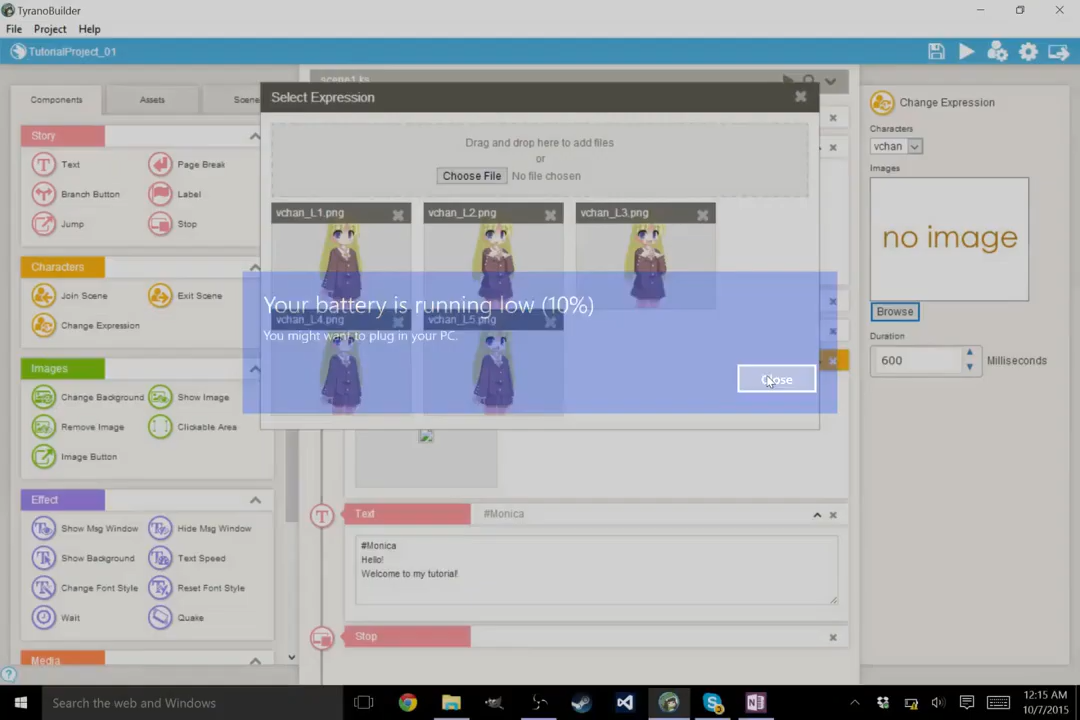 TyranoBuilder
File Project Help
TutorialProject_01
Components Assets Scene
Story
Text Page Break
Branch Button Label
Jump Stop
Characters
Join Scene Exit Scene
Change Expression
Images
Change Background Show Image
Remove Image Clickable Area
Image Button
Effect
Show Msg Window Hide Msg Window
Show Background Text Speed
Change Font Style Reset Font Style
Wait Quake
Media
scene1.ks
Select Expression
Drag and drop here to add files
or
Choose File No file chosen
vchan_L1.png vchan_L2.png vchan_L3.png
Your battery is running low (10%)
vchan_L4.png vchan_L5.png
You might want to plug in your PC.
Close
Text #Monica
#Monica
Hello!
Welcome to my tutorial!
Stop
Change Expression
Characters
vchan
Images
no image
Browse
Duration
600 Milliseconds
Search the web and Windows
12:15 AM
10/7/2015